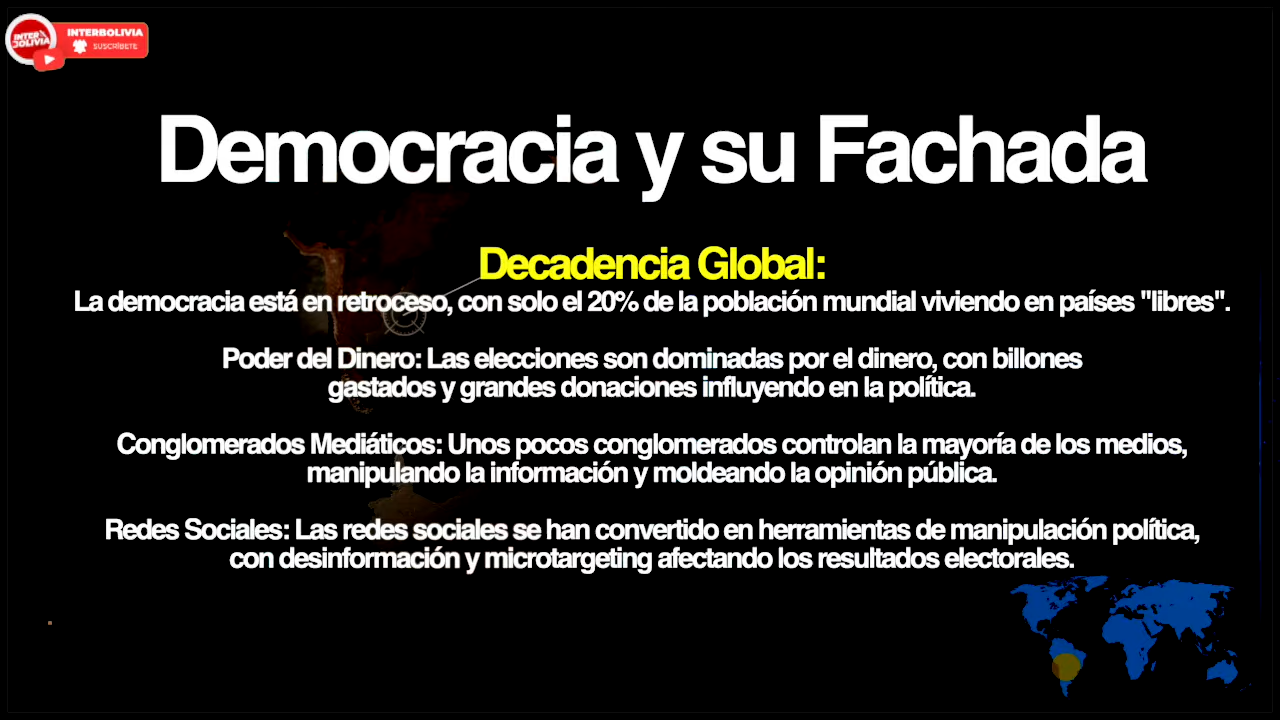 INTER
BOLIVIA
INTERBOLIVIA
SUSCRÍBETE
Democracia y su Fachada
Decadencia Global:
La democracia está en retroceso, con solo el 20% de la población mundial viviendo en países "libres".
Poder del Dinero: Las elecciones son dominadas por el dinero, con billones
gastados y grandes donaciones influyendo en la política.
Conglomerados Mediáticos: Unos pocos conglomerados controlan la mayoría de los medios,
manipulando la información y moldeando la opinión pública.
Redes Sociales: Las redes sociales se han convertido en herramientas de manipulación política,
con desinformación y microtargeting afectando los resultados electorales.